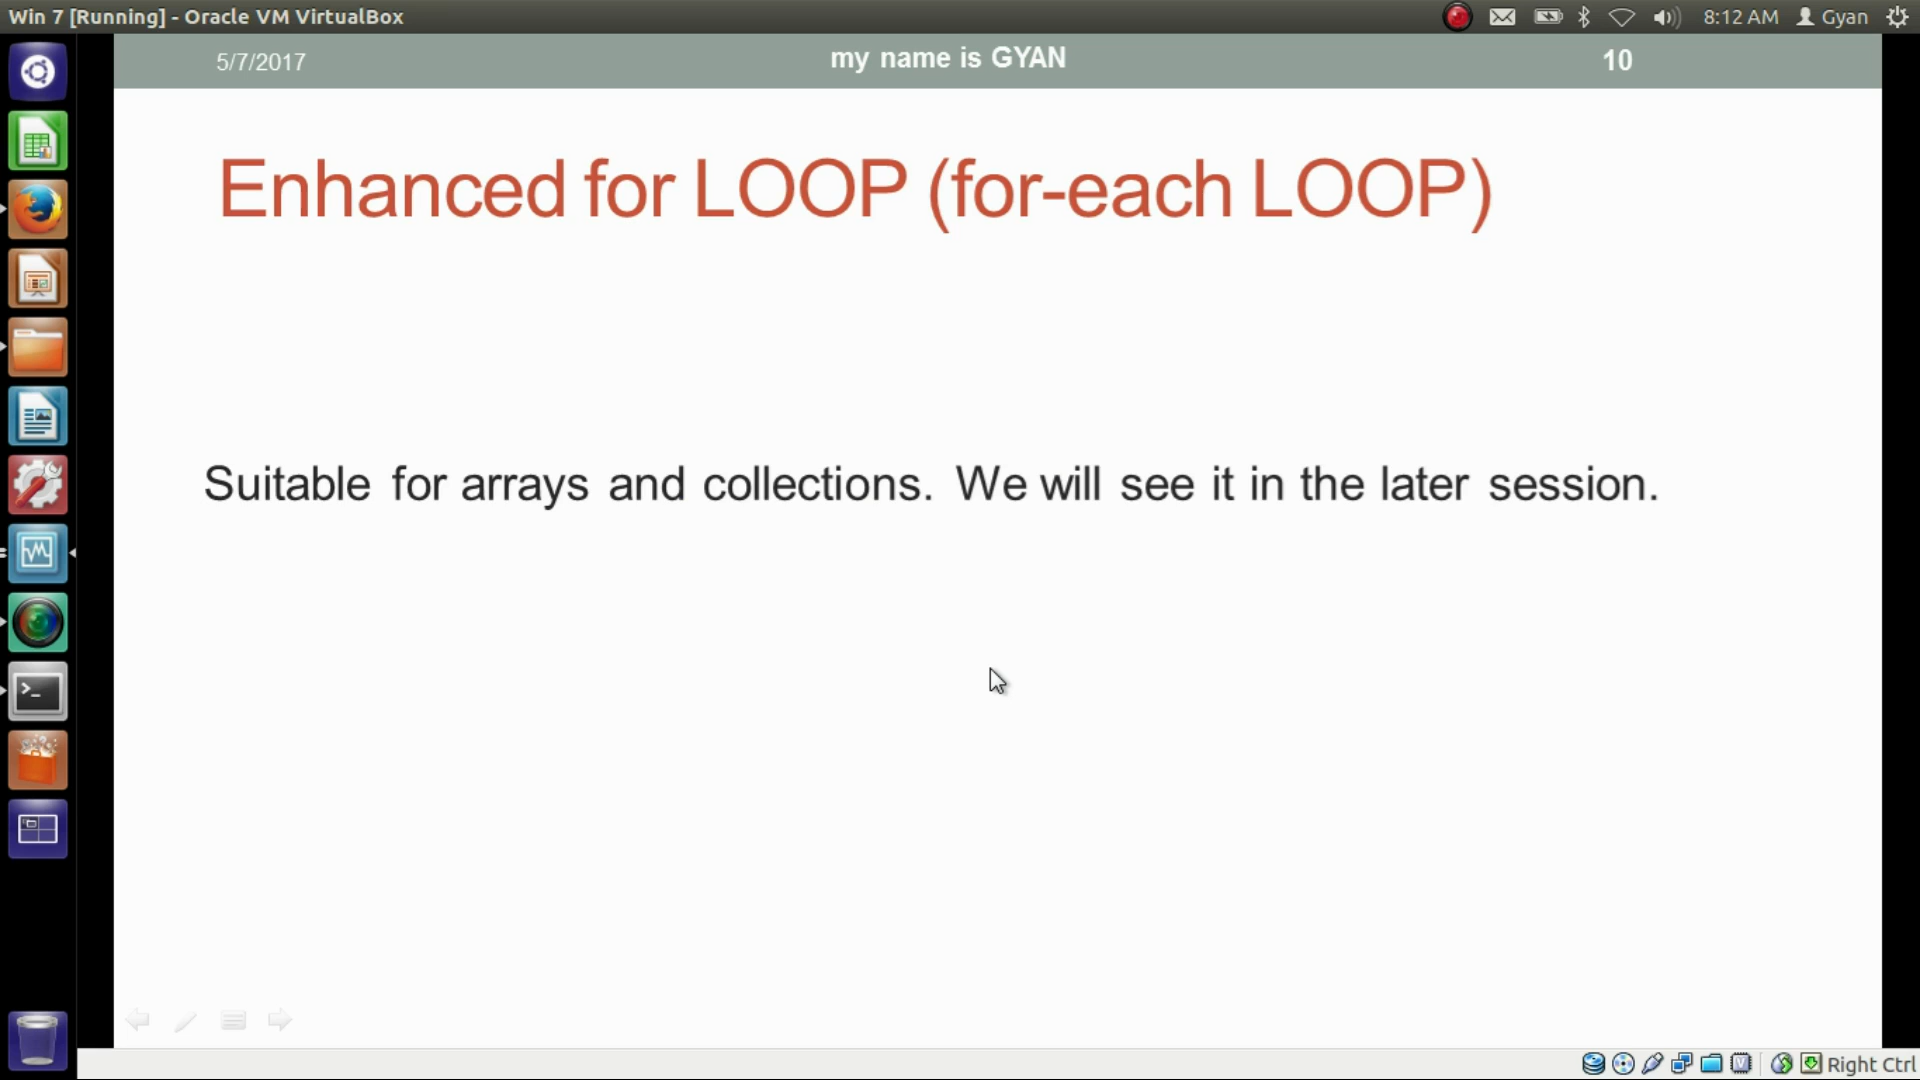 Win 7 [Running] - Oracle VM VirtualBox
8:12 AM
Gyan
5/7/2017
my name is GYAN
10
Enhanced for LOOP (for-each LOOP)
Suitable for arrays and collections. We will see it in the later session.
Right Ctrl